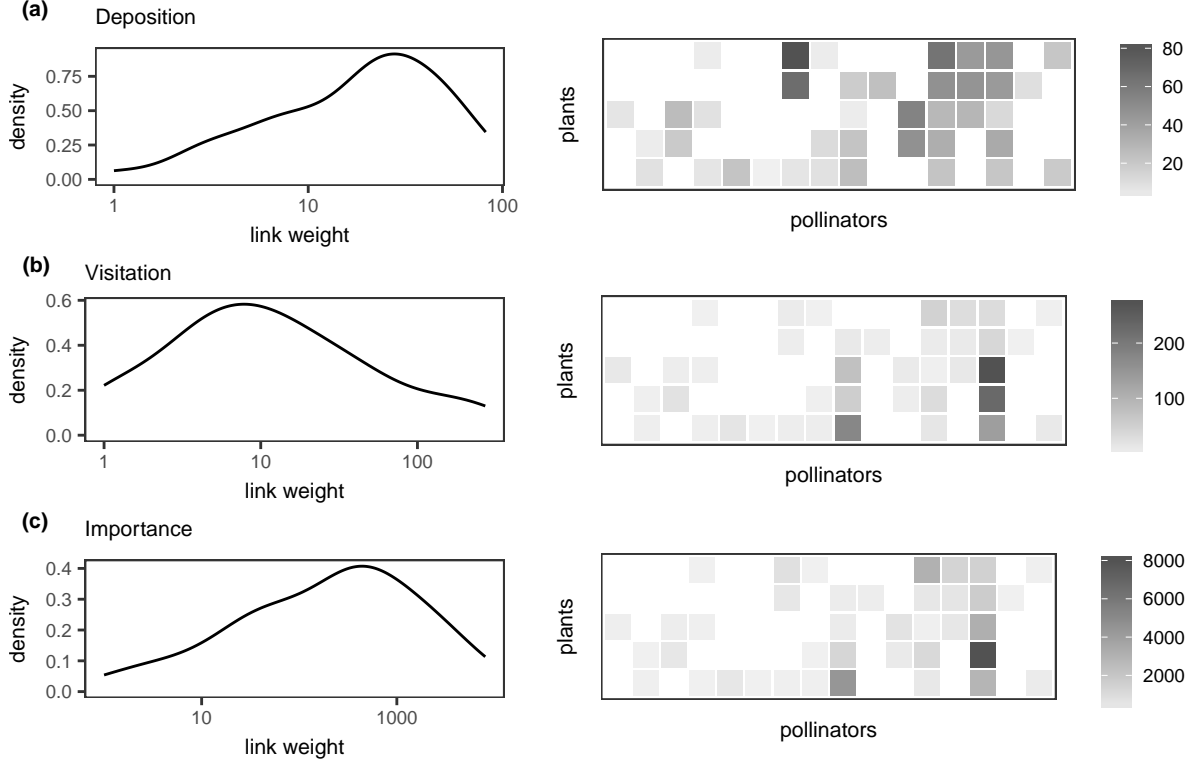 (a)
Deposition
density
0.75
0.50
0.25
0.00
1 10 100
link weight
plants
pollinators
80
60
40
20
(b)
Visitation
density
0.6
0.4
0.2
0.0
1 10 100
link weight
plants
pollinators
200
100
(c)
Importance
density
0.4
0.3
0.2
0.1
0.0
10 1000
link weight
plants
pollinators
8000
6000
4000
2000